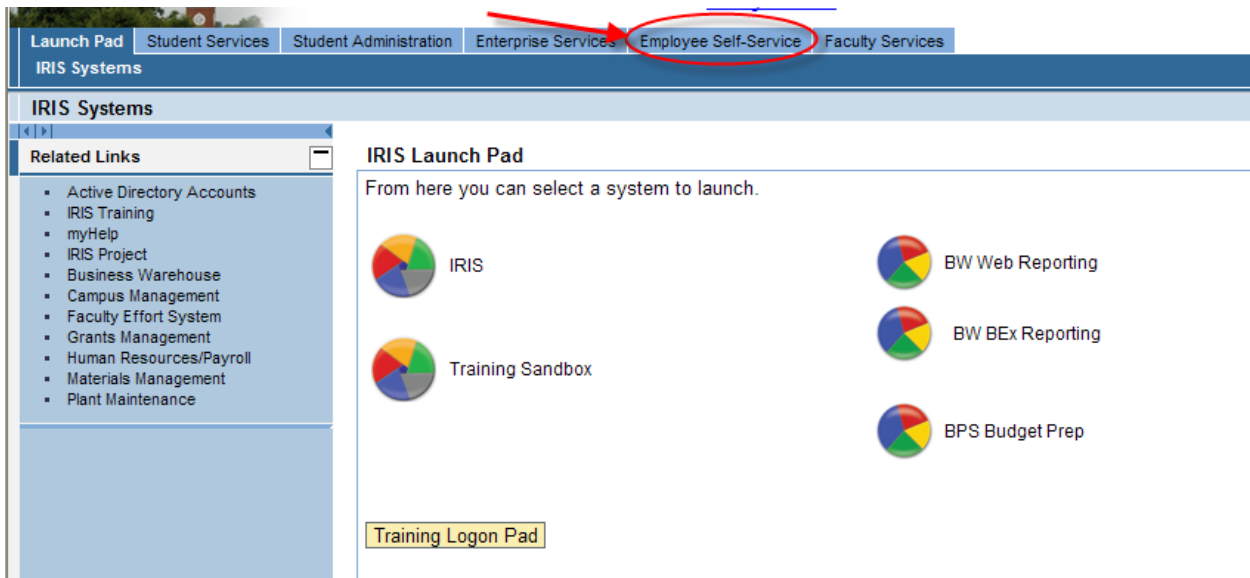 Launch Pad Student Services Student Administration Enterprise Services Employee Self-Service Faculty Services
IRIS Systems
IRIS Systems
Related Links
Active Directory Accounts
IRIS Training
myHelp
IRIS Project
Business Warehouse
Campus Management
Faculty Effort System
Grants Management
Human Resources/Payroll
Materials Management
Plant Maintenance
IRIS Launch Pad
From here you can select a system to launch.
IRIS
BW Web Reporting
BW BEx Reporting
Training Sandbox
BPS Budget Prep
Training Logon Pad